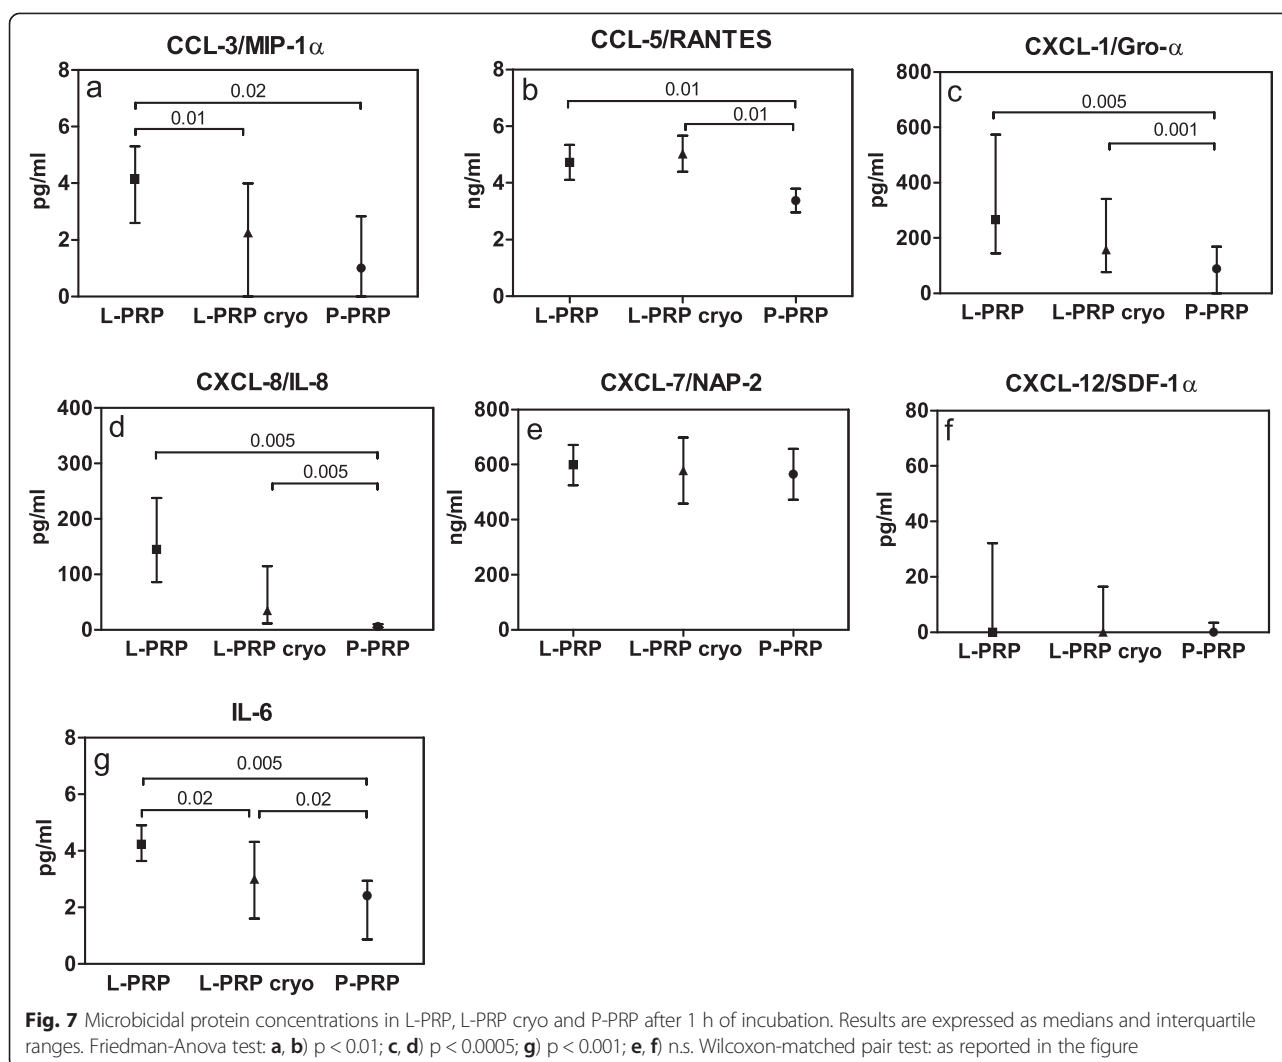 CCL-3/MIP-1α
a
8
6
4
2
0
pg/ml
0.02
0.01
L-PRP L-PRP cryo P-PRP
CCL-5/RANTES
b
8
6
4
2
0
ng/ml
0.01
0.01
L-PRP L-PRP cryo P-PRP
CXCL-1/Gro-α
c
800
600
400
200
0
pg/ml
0.005
0.001
L-PRP L-PRP cryo P-PRP
CXCL-8/IL-8
d
400
300
200
100
0
pg/ml
0.005
0.005
L-PRP L-PRP cryo P-PRP
CXCL-7/NAP-2
e
800
600
400
200
0
ng/ml
L-PRP L-PRP cryo P-PRP
CXCL-12/SDF-1α
f
80
60
40
20
0
pg/ml
L-PRP L-PRP cryo P-PRP
IL-6
g
8
6
4
2
0
pg/ml
0.005
0.02 0.02
L-PRP L-PRP cryo P-PRP
Fig. 7 Microbicidal protein concentrations in L-PRP, L-PRP cryo and P-PRP after 1 h of incubation. Results are expressed as medians and interquartile
ranges. Friedman-Anova test: a, b) p < 0.01; c, d) p < 0.0005; g) p < 0.001; e, f) n.s. Wilcoxon-matched pair test: as reported in the figure